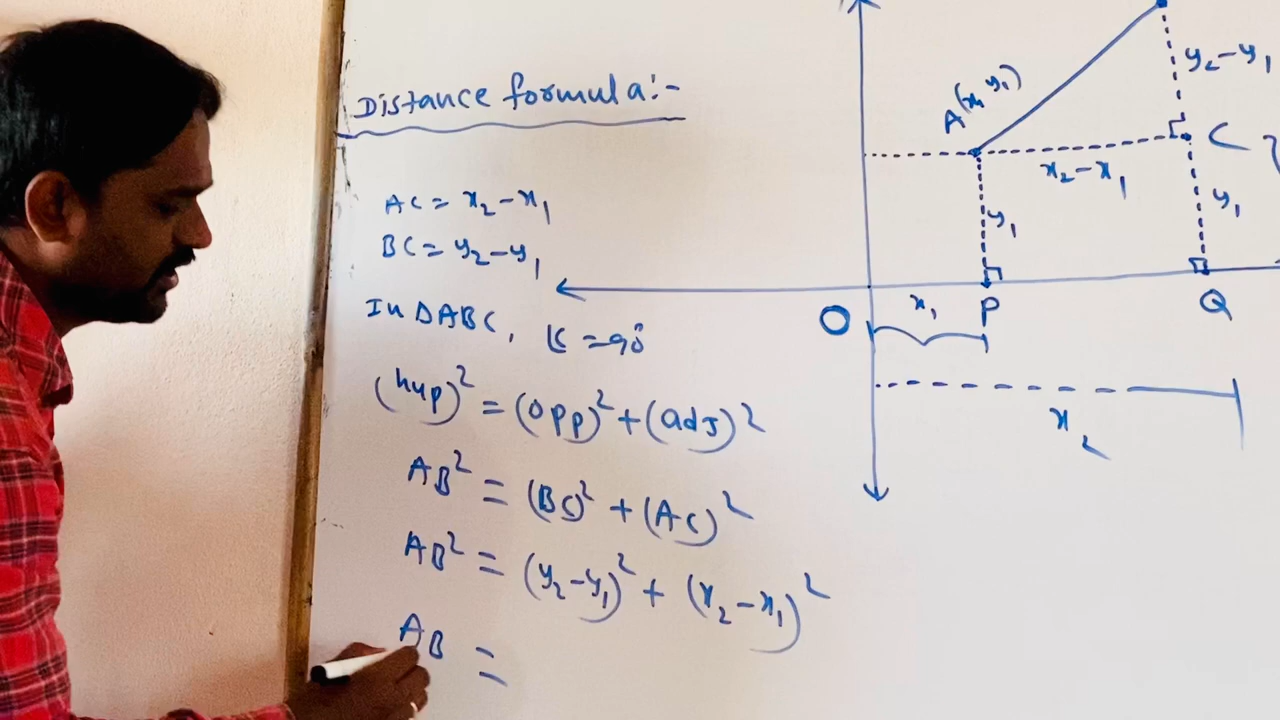 Distance formula:-
AC = x₂-x₁
BC = y₂-y₁
In ΔABC, ∟C = 90°
(hyp)² = (opp)² + (adj)²
AB² = (BC)² + (AC)²
AB² = (y₂-y₁)² + (x₂-x₁)²
AB =
y₂-y₁
A(x₁ y₁)
C
x₂-x₁
y₁
y₁
O
x₁
P
Q
x₂